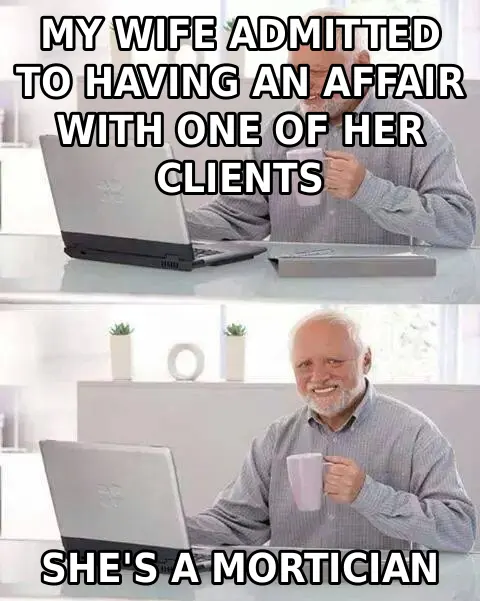 MY WIFE ADMITTED
TO HAVING AN AFFAIR
WITH ONE OF HER
CLIENTS
SHE'S A MORTICIAN